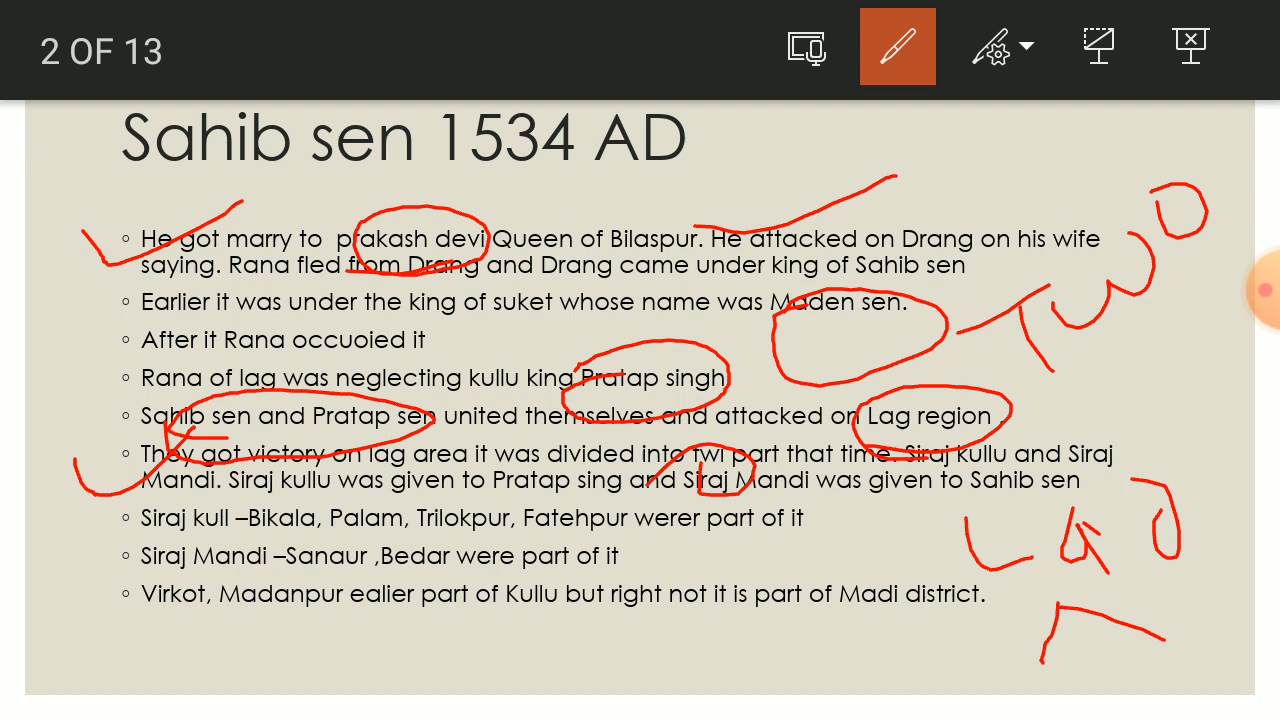 2 OF 13
Sahib sen 1534 AD
◦ He got marry to prakash devi Queen of Bilaspur. He attacked on Drang on his wife
saying. Rana fled from Drang and Drang came under king of Sahib sen
◦ Earlier it was under the king of suket whose name was Maden sen.
◦ After it Rana occuoied it
◦ Rana of lag was neglecting kullu king Pratap singh
◦ Sahib sen and Pratap sen united themselves and attacked on Lag region ,
◦ They got victory on lag area it was divided into twi part that time. Siraj kullu and Siraj
Mandi. Siraj kullu was given to Pratap sing and Siraj Mandi was given to Sahib sen
◦ Siraj kull –Bikala, Palam, Trilokpur, Fatehpur werer part of it
◦ Siraj Mandi –Sanaur ,Bedar were part of it
◦ Virkot, Madanpur ealier part of Kullu but right not it is part of Madi district.